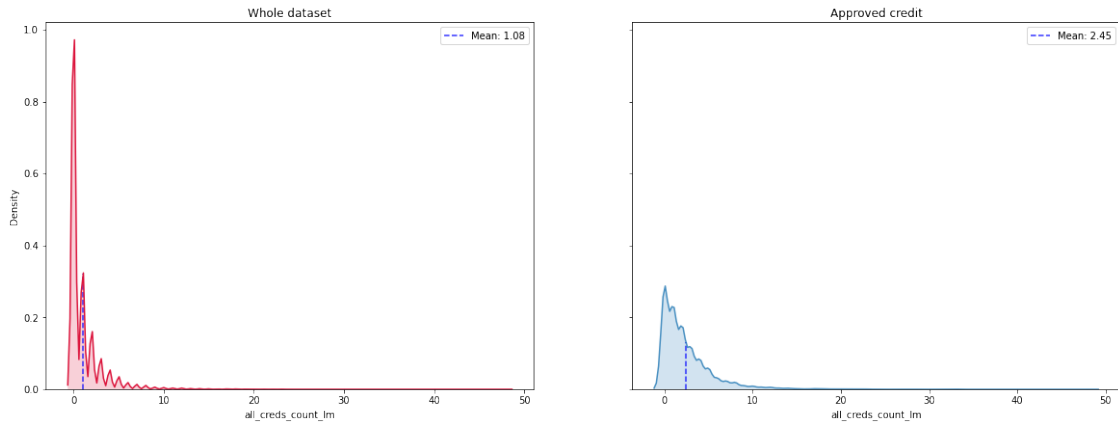 Whole dataset
Mean: 1.08
1.0
0.8
0.6
0.4
0.2
0.0
Density
0 10 20 30 40 50
all_creds_count_lm
Approved credit
Mean: 2.45
0 10 20 30 40 50
all_creds_count_lm